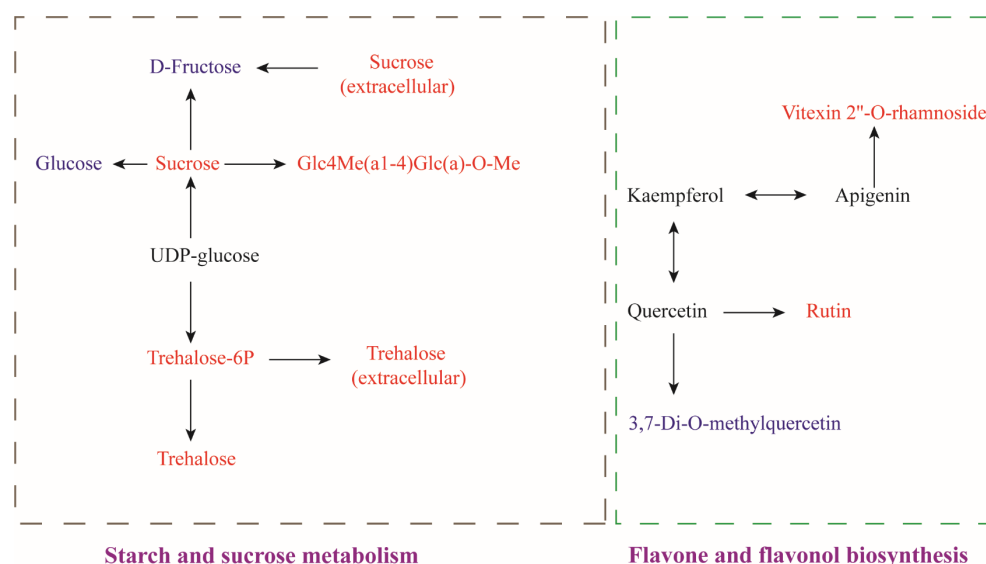 D-Fructose
Sucrose
(extracellular)
Glucose
Sucrose
Glc4Me(a1-4)Glc(a)-O-Me
UDP-glucose
Trehalose-6P
Trehalose
(extracellular)
Trehalose
Starch and sucrose metabolism
Vitexin 2"-O-rhamnoside
Kaempferol
Apigenin
Quercetin
Rutin
3,7-Di-O-methylquercetin
Flavone and flavonol biosynthesis